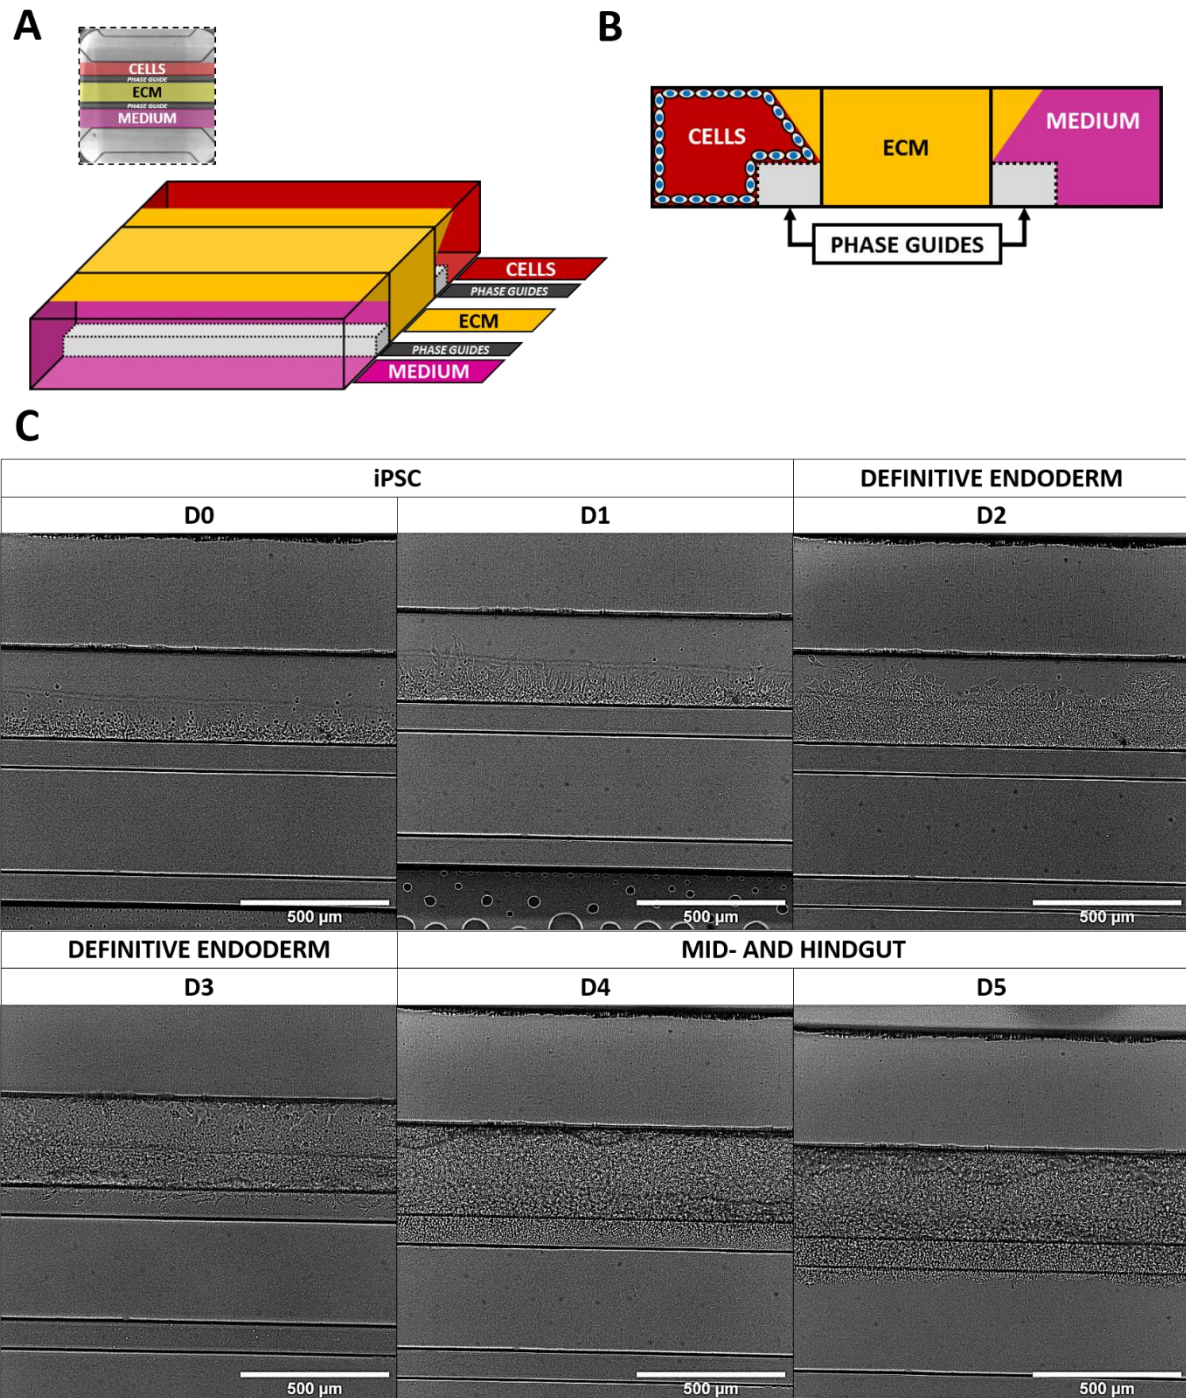 A
CELLS
PHASE GUIDE
ECM
PHASE GUIDE
MEDIUM
CELLS
PHASE GUIDES
ECM
PHASE GUIDES
MEDIUM
B
CELLS
ECM
MEDIUM
PHASE GUIDES
C
iPSC
DEFINITIVE ENDODERM
D0
D1
D2
500 µm
500 µm
500 µm
DEFINITIVE ENDODERM
MID- AND HINDGUT
D3
D4
D5
500 µm
500 µm
500 µm